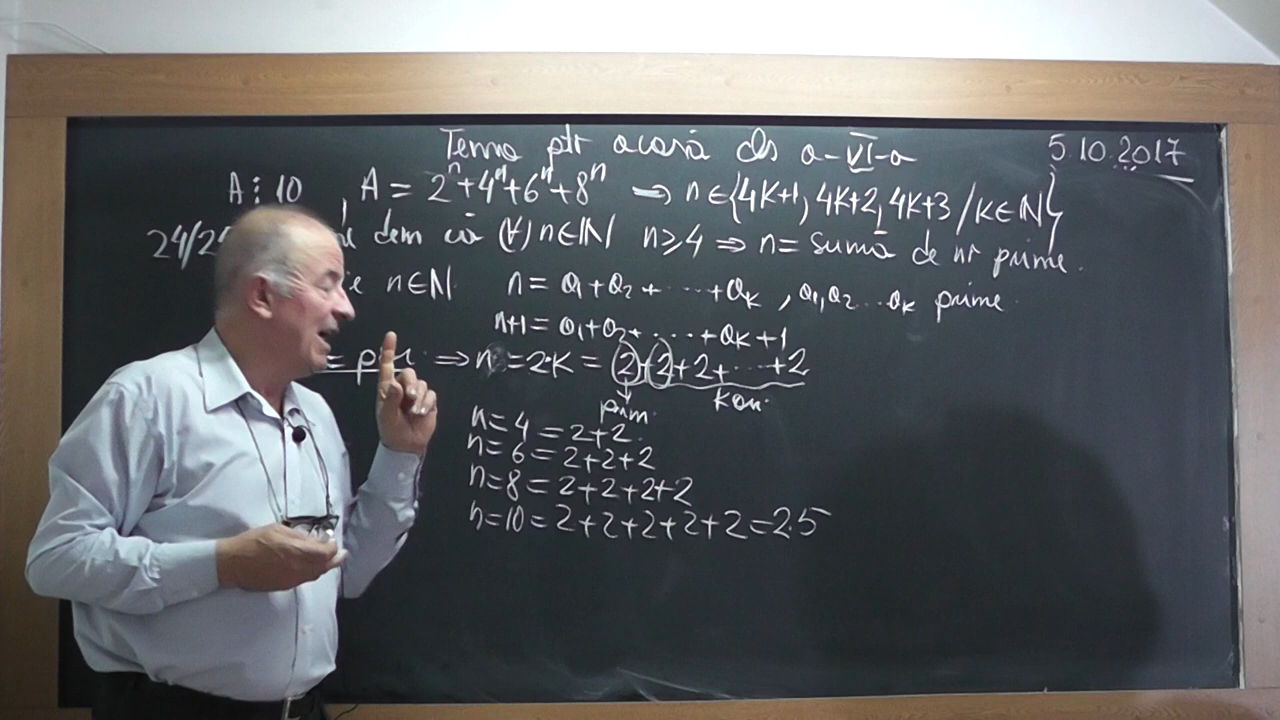 Tema ptr acasă cls a-VI-a 5.10.2017
A⋮10, A = 2ⁿ+4ⁿ+6ⁿ+8ⁿ → n∈{4K+1, 4K+2, 4K+3 / K∈N}
24/2 dem că (∀) n∈N n≥4 ⇒ n = sumă de nr prime.
n∈N n = a₁+a₂+ ··· +aₖ, a₁,a₂...aₖ prime
n+1 = a₁+a₂+ ··· +aₖ+1
= par ⇒ n = 2·K = 2+2+2+ ··· +2
prim. K ori
n=4=2+2.
n=6=2+2+2
n=8=2+2+2+2
n=10=2+2+2+2+2=2·5